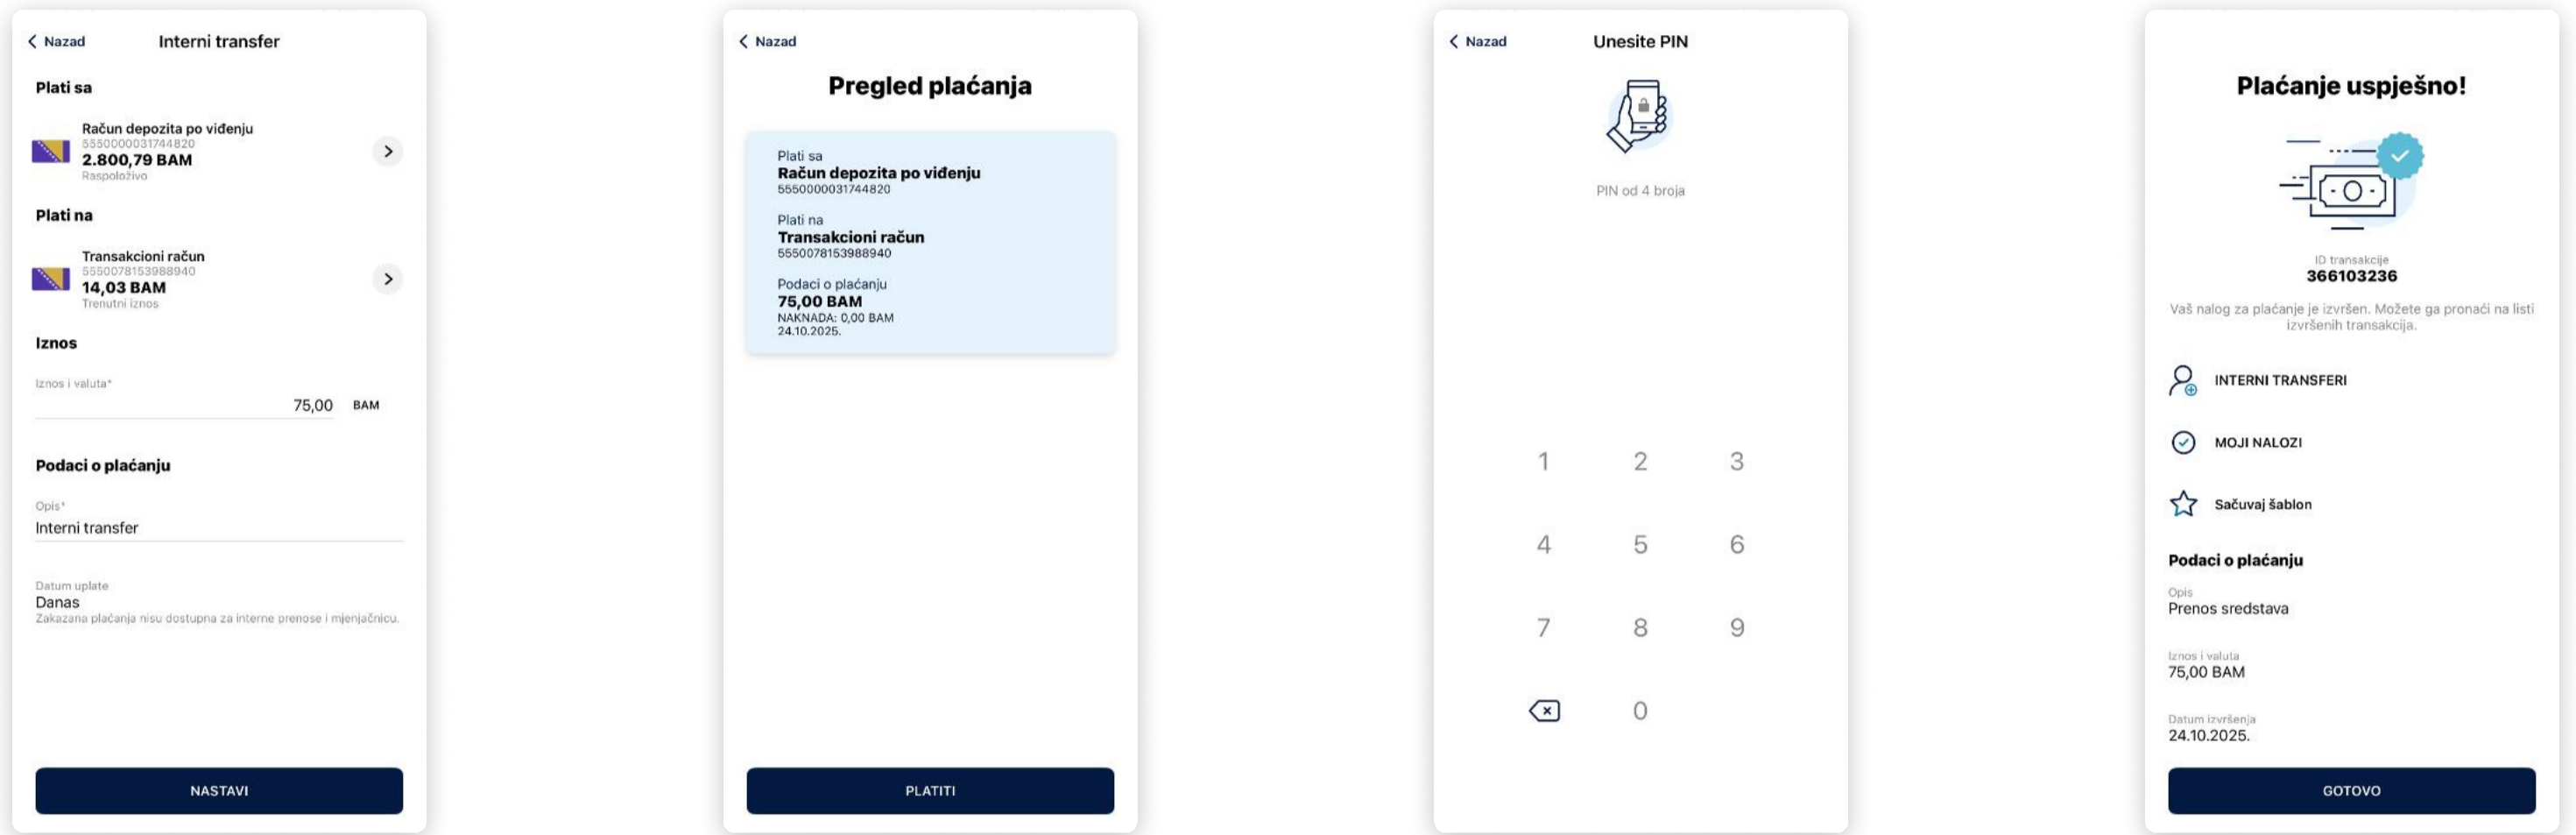 Nazad
Interni transfer
Plati sa
Račun depozita po viđenju
5550000031744820
2.800,79 BAM
Raspoloživo
Plati na
Transakcioni račun
5550078153988940
14,03 BAM
Trenutni iznos
Iznos
Iznos i valuta*
75,00 BAM
Podaci o plaćanju
Opis*
Interni transfer
Datum uplate
Danas
Zakazana plaćanja nisu dostupna za interne prenose i mjenjačnicu.
NASTAVI
Nazad
Pregled plaćanja
Plati sa
Račun depozita po viđenju
5550000031744820
Plati na
Transakcioni račun
5550078153988940
Podaci o plaćanju
75,00 BAM
NAKNADA: 0,00 BAM
24.10.2025.
PLATITI
Nazad
Unesite PIN
PIN od 4 broja
1 2 3
4 5 6
7 8 9
0
Plaćanje uspješno!
ID transakcije
366103236
Vaš nalog za plaćanje je izvršen. Možete ga pronaći na listi
izvršenih transakcija.
INTERNI TRANSFERI
MOJI NALOZI
Sačuvaj šablon
Podaci o plaćanju
Opis
Prenos sredstava
Iznos i valuta
75,00 BAM
Datum izvršenja
24.10.2025.
GOTOVO